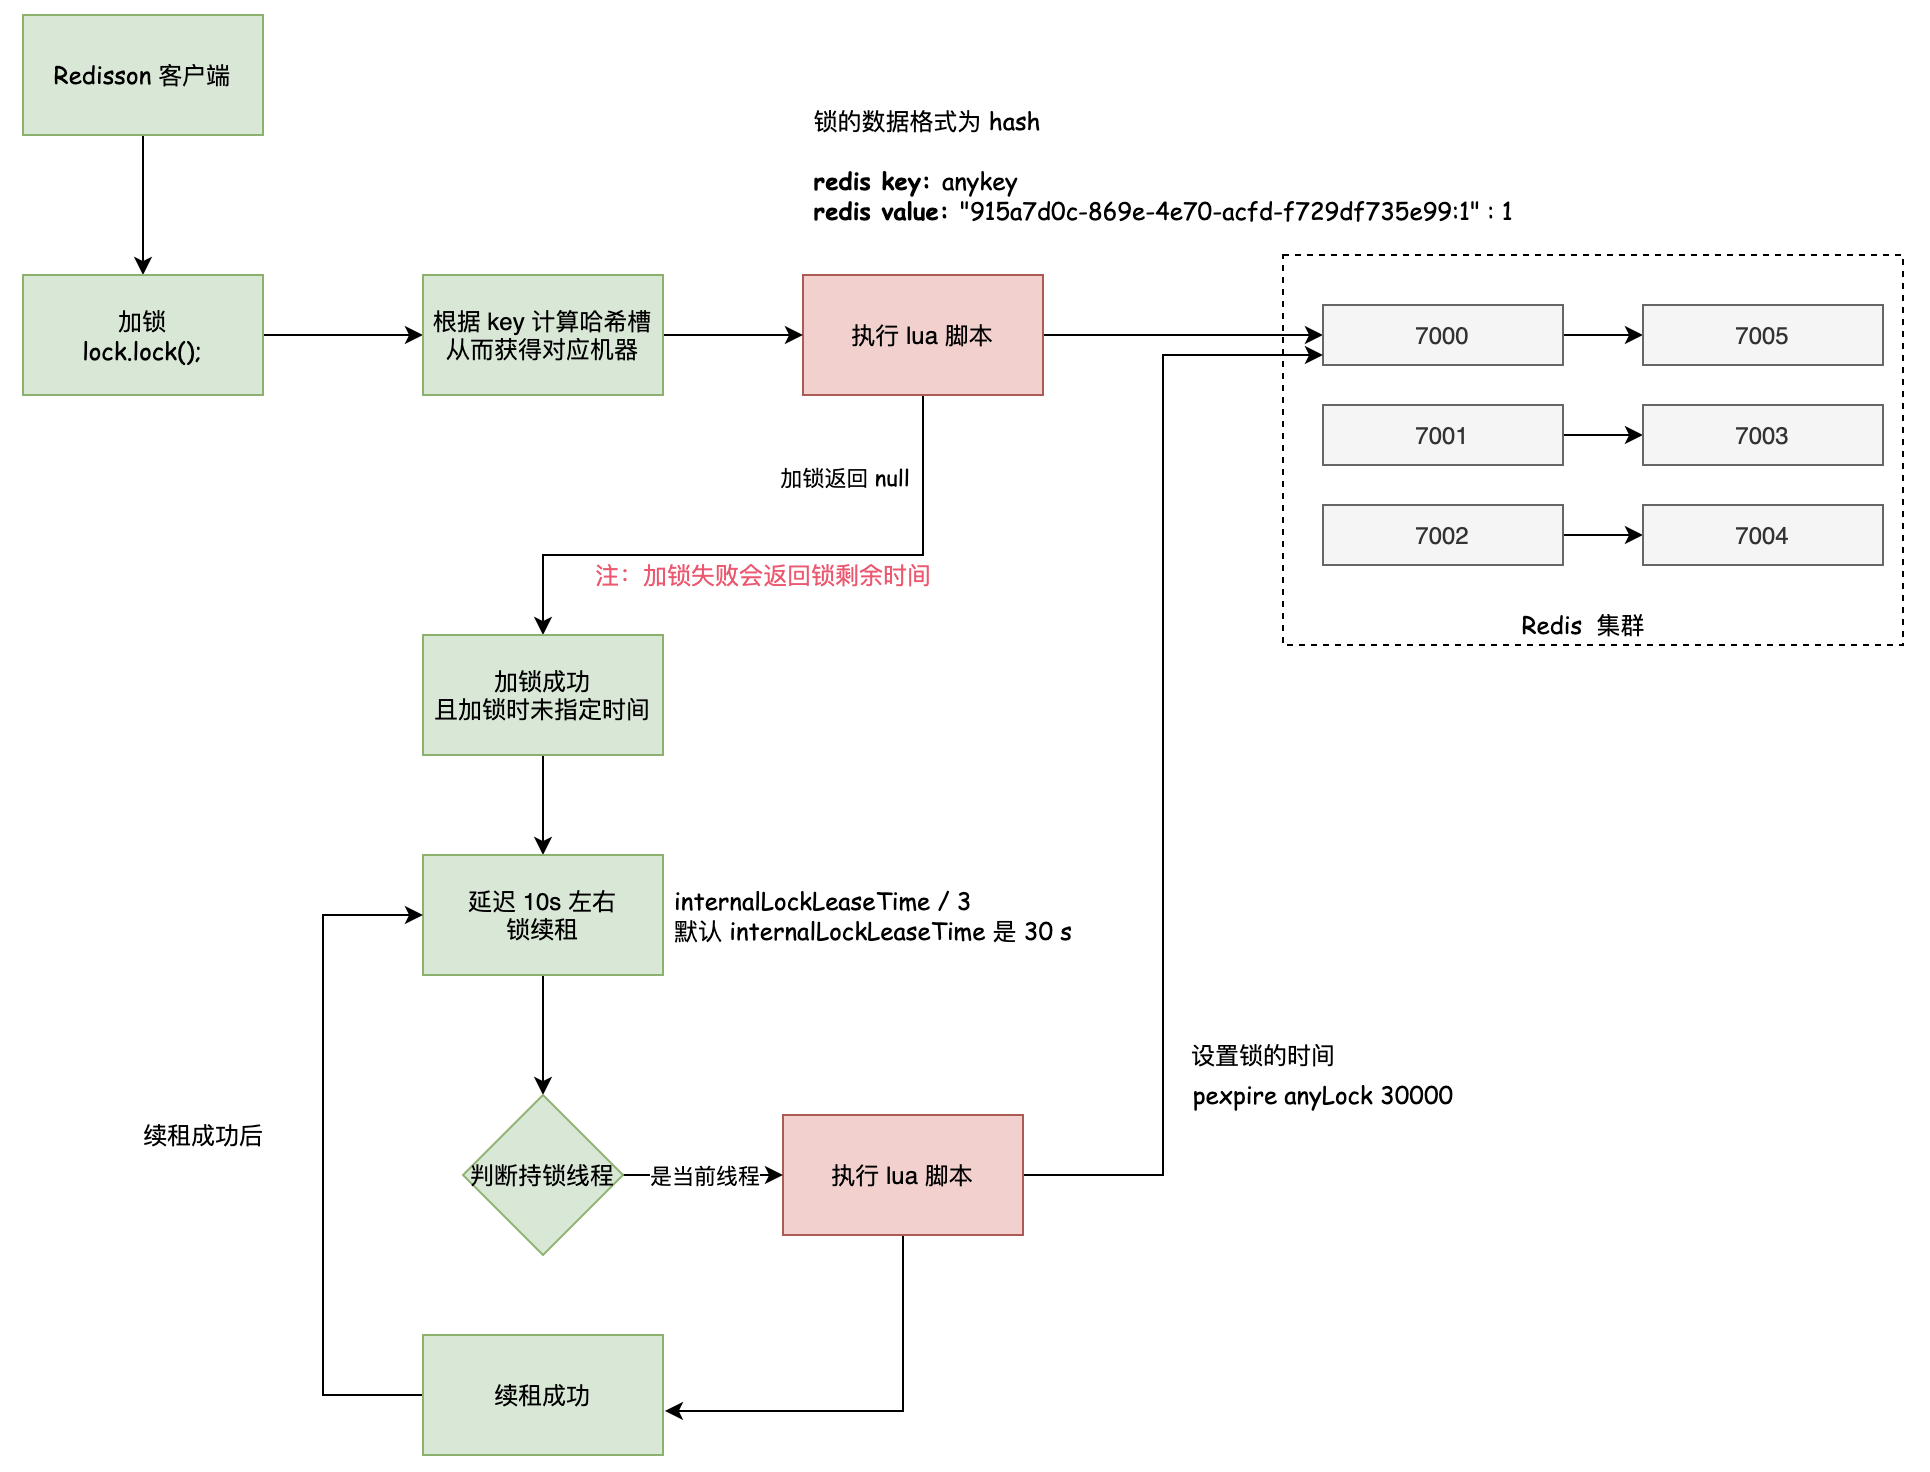 Redisson 客户端
锁的数据格式为 hash
redis key: anykey
redis value: "915a7d0c-869e-4e70-acfd-f729df735e99:1" : 1
加锁
lock.lock();
根据 key 计算哈希槽
从而获得对应机器
执行 lua 脚本
7000
7005
7001
7003
7002
7004
Redis 集群
加锁返回 null
注：加锁失败会返回锁剩余时间
加锁成功
且加锁时未指定时间
延迟 10s 左右
锁续租
internalLockLeaseTime / 3
默认 internalLockLeaseTime 是 30 s
设置锁的时间
pexpire anyLock 30000
续租成功后
判断持锁线程
是当前线程
执行 lua 脚本
续租成功